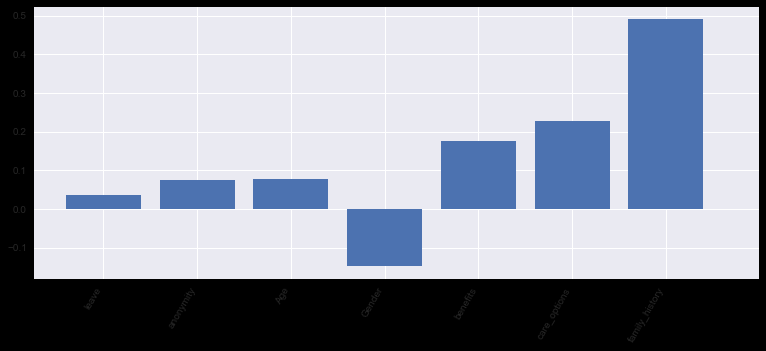 0.5
0.4
0.3
0.2
0.1
0.0
−0.1
leave
anonymity
Age
Gender
benefits
care_options
family_history